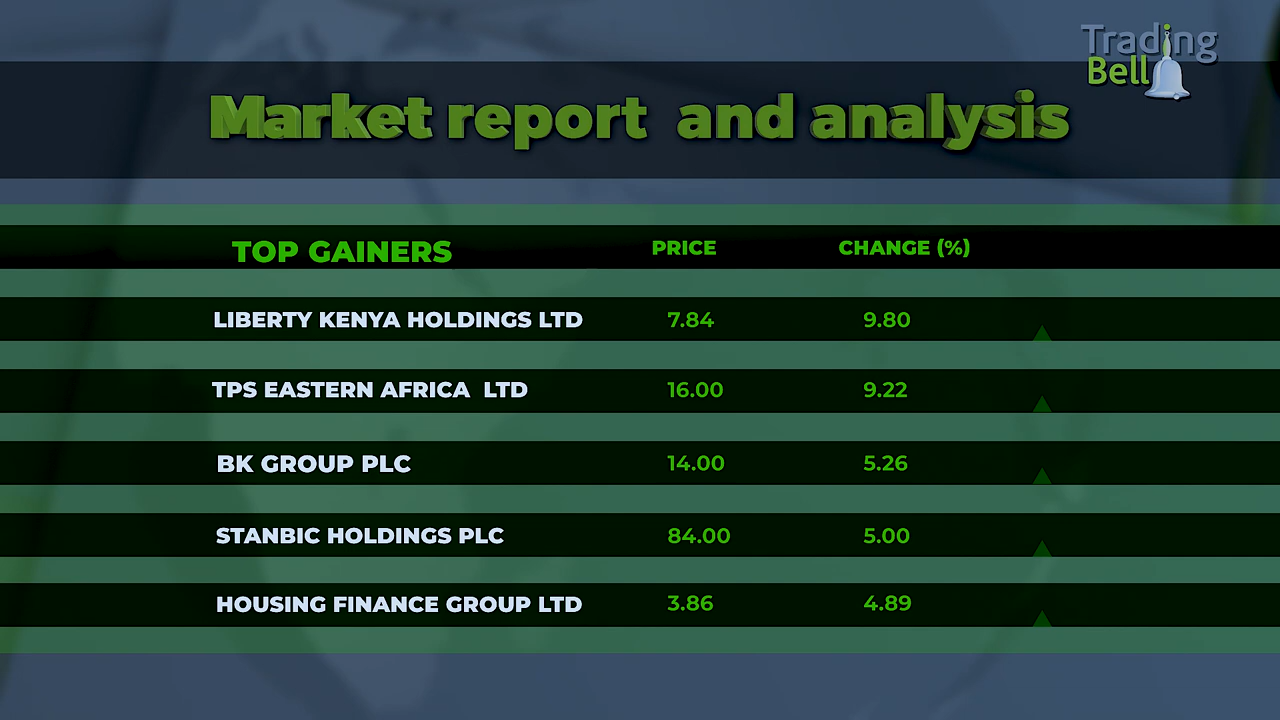 Trading
Bell
Market report and analysis
TOP GAINERS PRICE CHANGE (%)
LIBERTY KENYA HOLDINGS LTD 7.84 9.80
TPS EASTERN AFRICA LTD 16.00 9.22
BK GROUP PLC 14.00 5.26
STANBIC HOLDINGS PLC 84.00 5.00
HOUSING FINANCE GROUP LTD 3.86 4.89